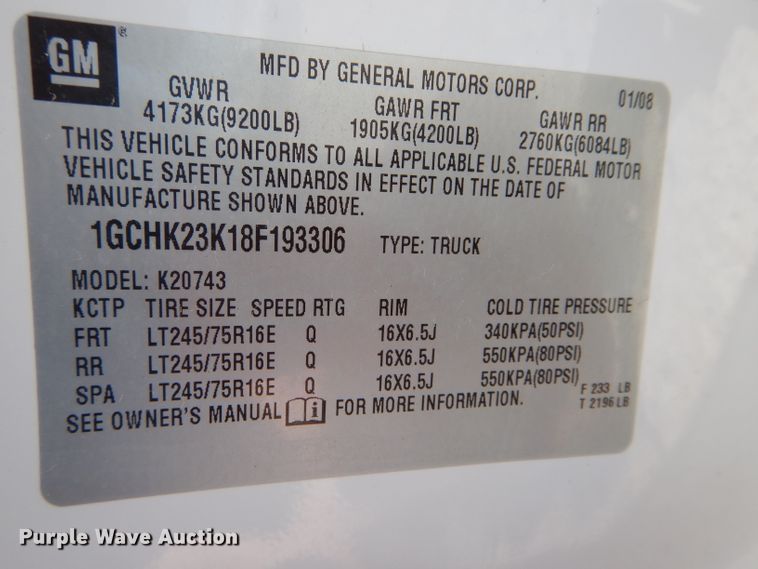 GM®
MFD BY GENERAL MOTORS CORP. 01/08
GVWR GAWR FRT GAWR RR
4173KG(9200LB) 1905KG(4200LB) 2760KG(6084LB)
THIS VEHICLE CONFORMS TO ALL APPLICABLE U.S. FEDERAL MOTOR
VEHICLE SAFETY STANDARDS IN EFFECT ON THE DATE OF
MANUFACTURE SHOWN ABOVE.
1GCHK23K18F193306 TYPE: TRUCK
MODEL: K20743
KCTP TIRE SIZE SPEED RTG RIM COLD TIRE PRESSURE
FRT LT245/75R16E Q 16X6.5J 340KPA(50PSI)
RR LT245/75R16E Q 16X6.5J 550KPA(80PSI)
SPA LT245/75R16E Q 16X6.5J 550KPA(80PSI) F 233 LB
SEE OWNER'S MANUAL i FOR MORE INFORMATION. T 2196 LB
Purple Wave Auction